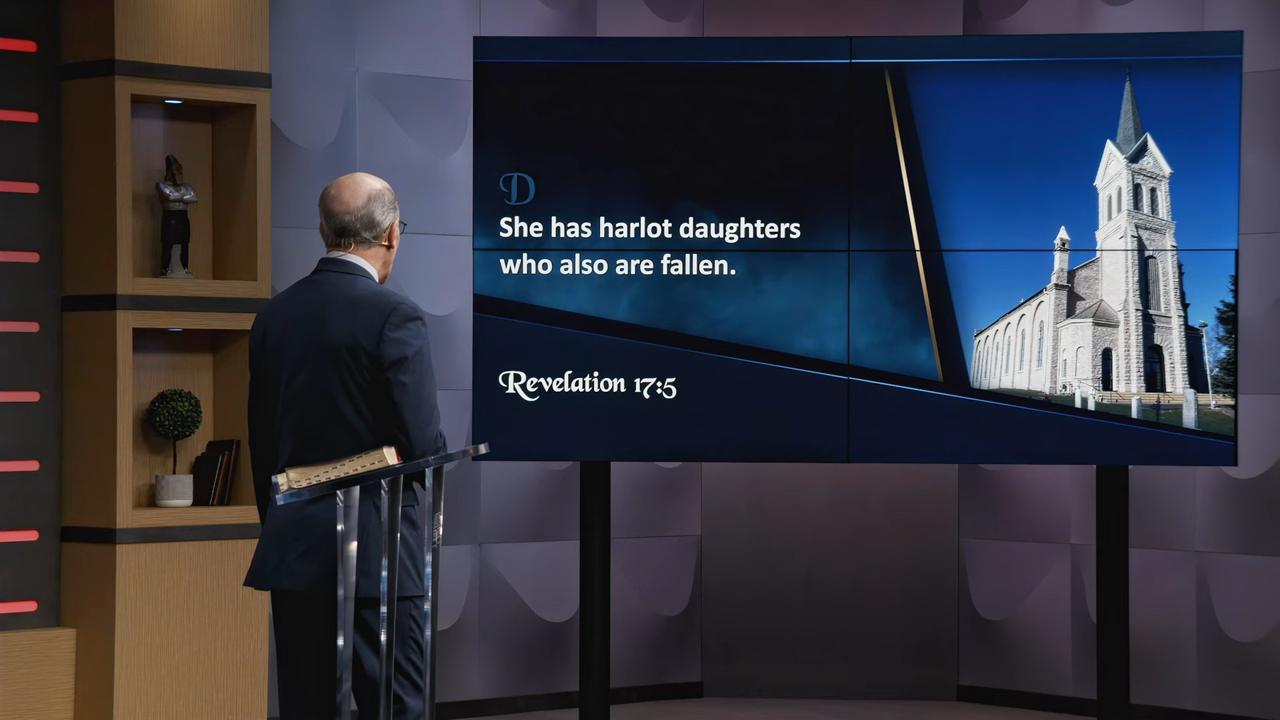 D
She has harlot daughters
who also are fallen.
Revelation 17:5